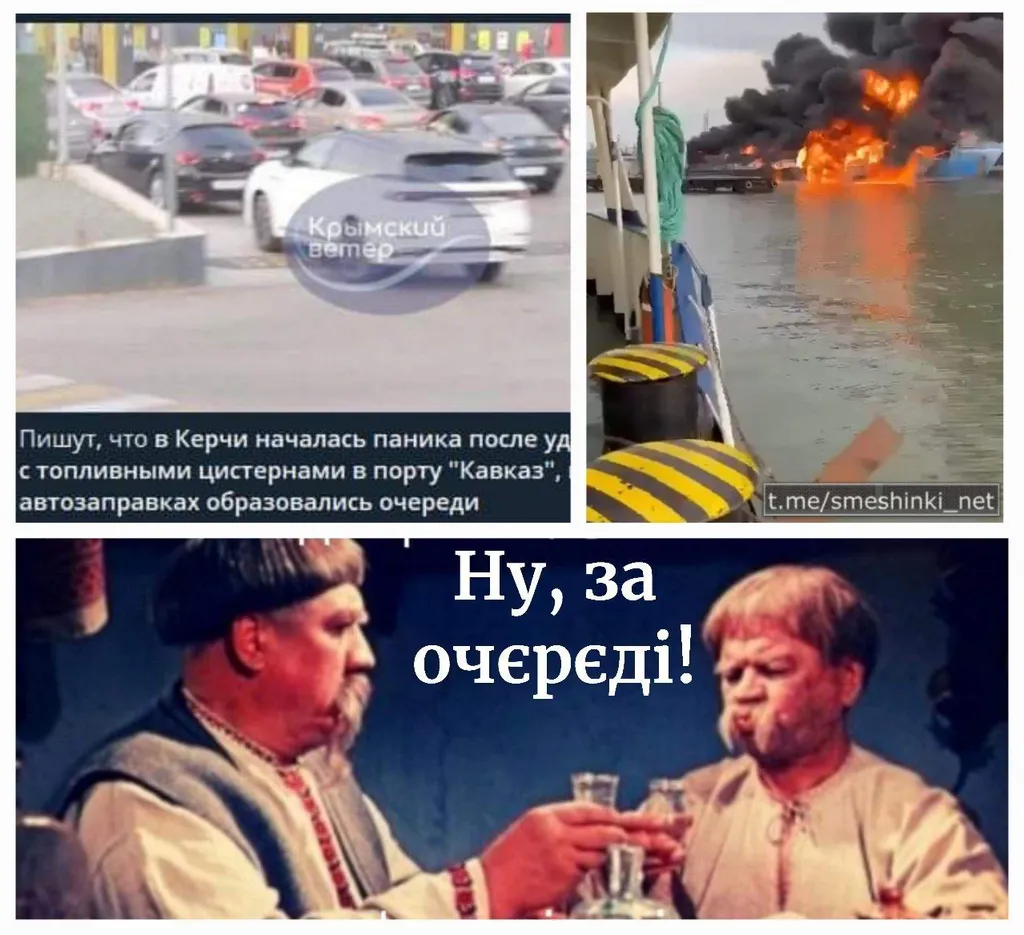 Крымский
ветер
Пишут, что в Керчи началась паника после уд
с топливными цистернами в порту "Кавказ",
автозаправках образовались очереди
t.me/smeshinki_net
Ну, за
очєрєді!